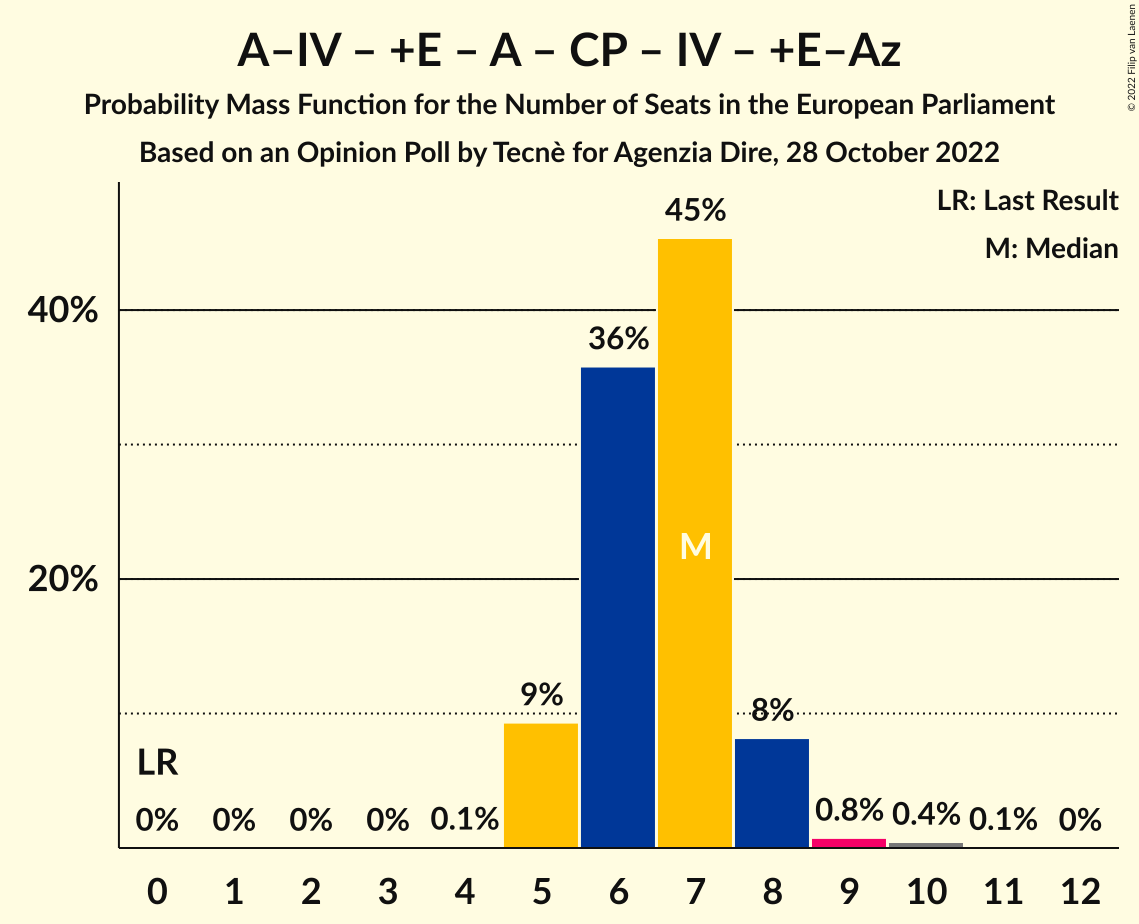 A–IV – +E – A – CP – IV – +E–Az
Probability Mass Function for the Number of Seats in the European Parliament
Based on an Opinion Poll by Tecnè for Agenzia Dire, 28 October 2022
© 2022 Filip van Laenen
LR: Last Result
M: Median
45%
40%
36%
M
20%
9%
8%
LR
0% 0% 0% 0% 0.1% 0.8% 0.4% 0.1% 0%
0 1 2 3 4 5 6 7 8 9 10 11 12